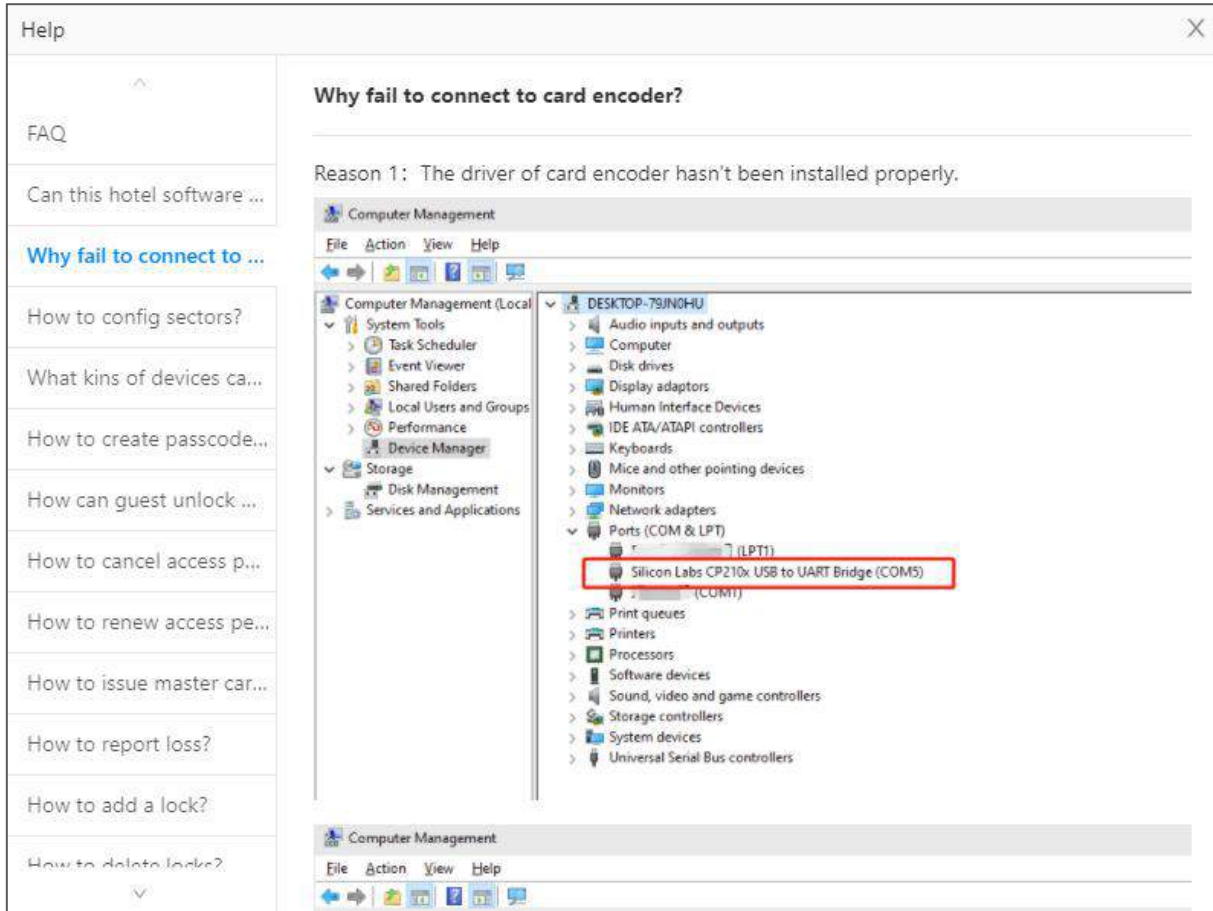 Help
FAQ
Can this hotel software ...
Why fail to connect to ...
How to config sectors?
What kins of devices ca...
How to create passcode...
How can guest unlock ...
How to cancel access p...
How to renew access pe...
How to issue master car...
How to report loss?
How to add a lock?
How to delete locks?
Why fail to connect to card encoder?
Reason 1: The driver of card encoder hasn't been installed properly.
Computer Management
File Action View Help
Computer Management (Local
System Tools
Task Scheduler
Event Viewer
Shared Folders
Local Users and Groups
Performance
Device Manager
Storage
Disk Management
Services and Applications
DESKTOP-79JN0HU
Audio inputs and outputs
Computer
Disk drives
Display adaptors
Human Interface Devices
IDE ATA/ATAPI controllers
Keyboards
Mice and other pointing devices
Monitors
Network adapters
Ports (COM & LPT)
(LPT1)
Silicon Labs CP210x USB to UART Bridge (COM5)
(COM1)
Print queues
Printers
Processors
Software devices
Sound, video and game controllers
Storage controllers
System devices
Universal Serial Bus controllers
Computer Management
File Action View Help